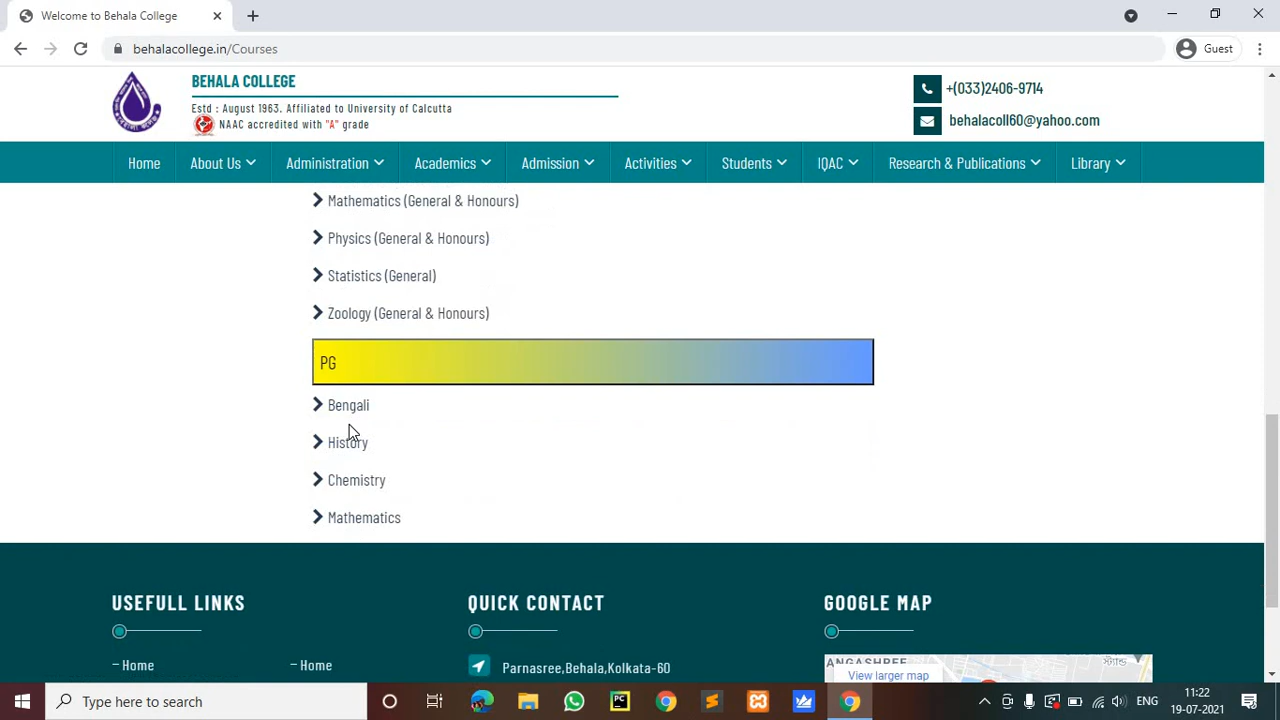 Welcome to Behala College
behalacollege.in/Courses
Guest
BEHALA COLLEGE
Estd : August 1963. Affiliated to University of Calcutta
NAAC accredited with "A" grade
+(033)2406-9714
behalacoll60@yahoo.com
Home About Us Administration Academics Admission Activities Students IQAC Research & Publications Library
Mathematics (General & Honours)
Physics (General & Honours)
Statistics (General)
Zoology (General & Honours)
PG
Bengali
History
Chemistry
Mathematics
USEFULL LINKS
QUICK CONTACT
GOOGLE MAP
– Home
– Home
Parnasree,Behala,Kolkata-60
ANGASHREE
View larger map
Type here to search
ENG
11:22
19-07-2021